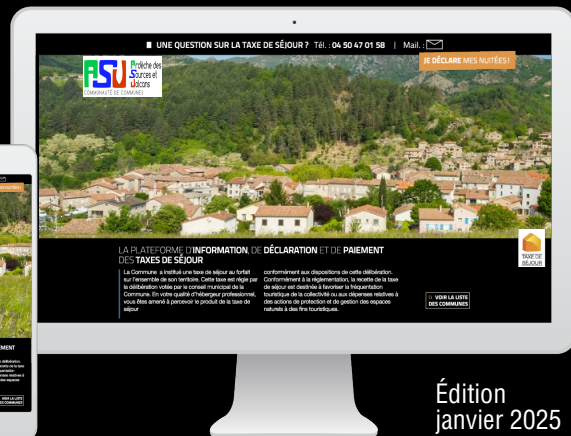 UNE QUESTION SUR LA TAXE DE SÉJOUR ? Tél. : 04 50 47 01 58 | Mail. :
JE DÉCLARE MES NUITÉES !
Ardèche des
Sources et
Volcans
COMMUNAUTÉ DE COMMUNES
LA PLATEFORME D'INFORMATION, DE DÉCLARATION ET DE PAIEMENT
DES TAXES DE SÉJOUR
La Commune a institué une taxe de séjour au forfait
sur l'ensemble de son territoire. Cette taxe est régie par
la délibération votée par le conseil municipal de la
Commune. En votre qualité d'hébergeur professionnel,
vous êtes amené à percevoir le produit de la taxe de
séjour
conformément aux dispositions de cette délibération.
Conformément à la réglementation, la recette de la taxe
de séjour est destinée à favoriser la fréquentation
touristique de la collectivité ou aux dépenses relatives à
des actions de protection et de gestion des espaces
naturels à des fins touristiques.
TAXE DE
SÉJOUR
VOIR LA LISTE
DES COMMUNES
Édition
janvier 2025